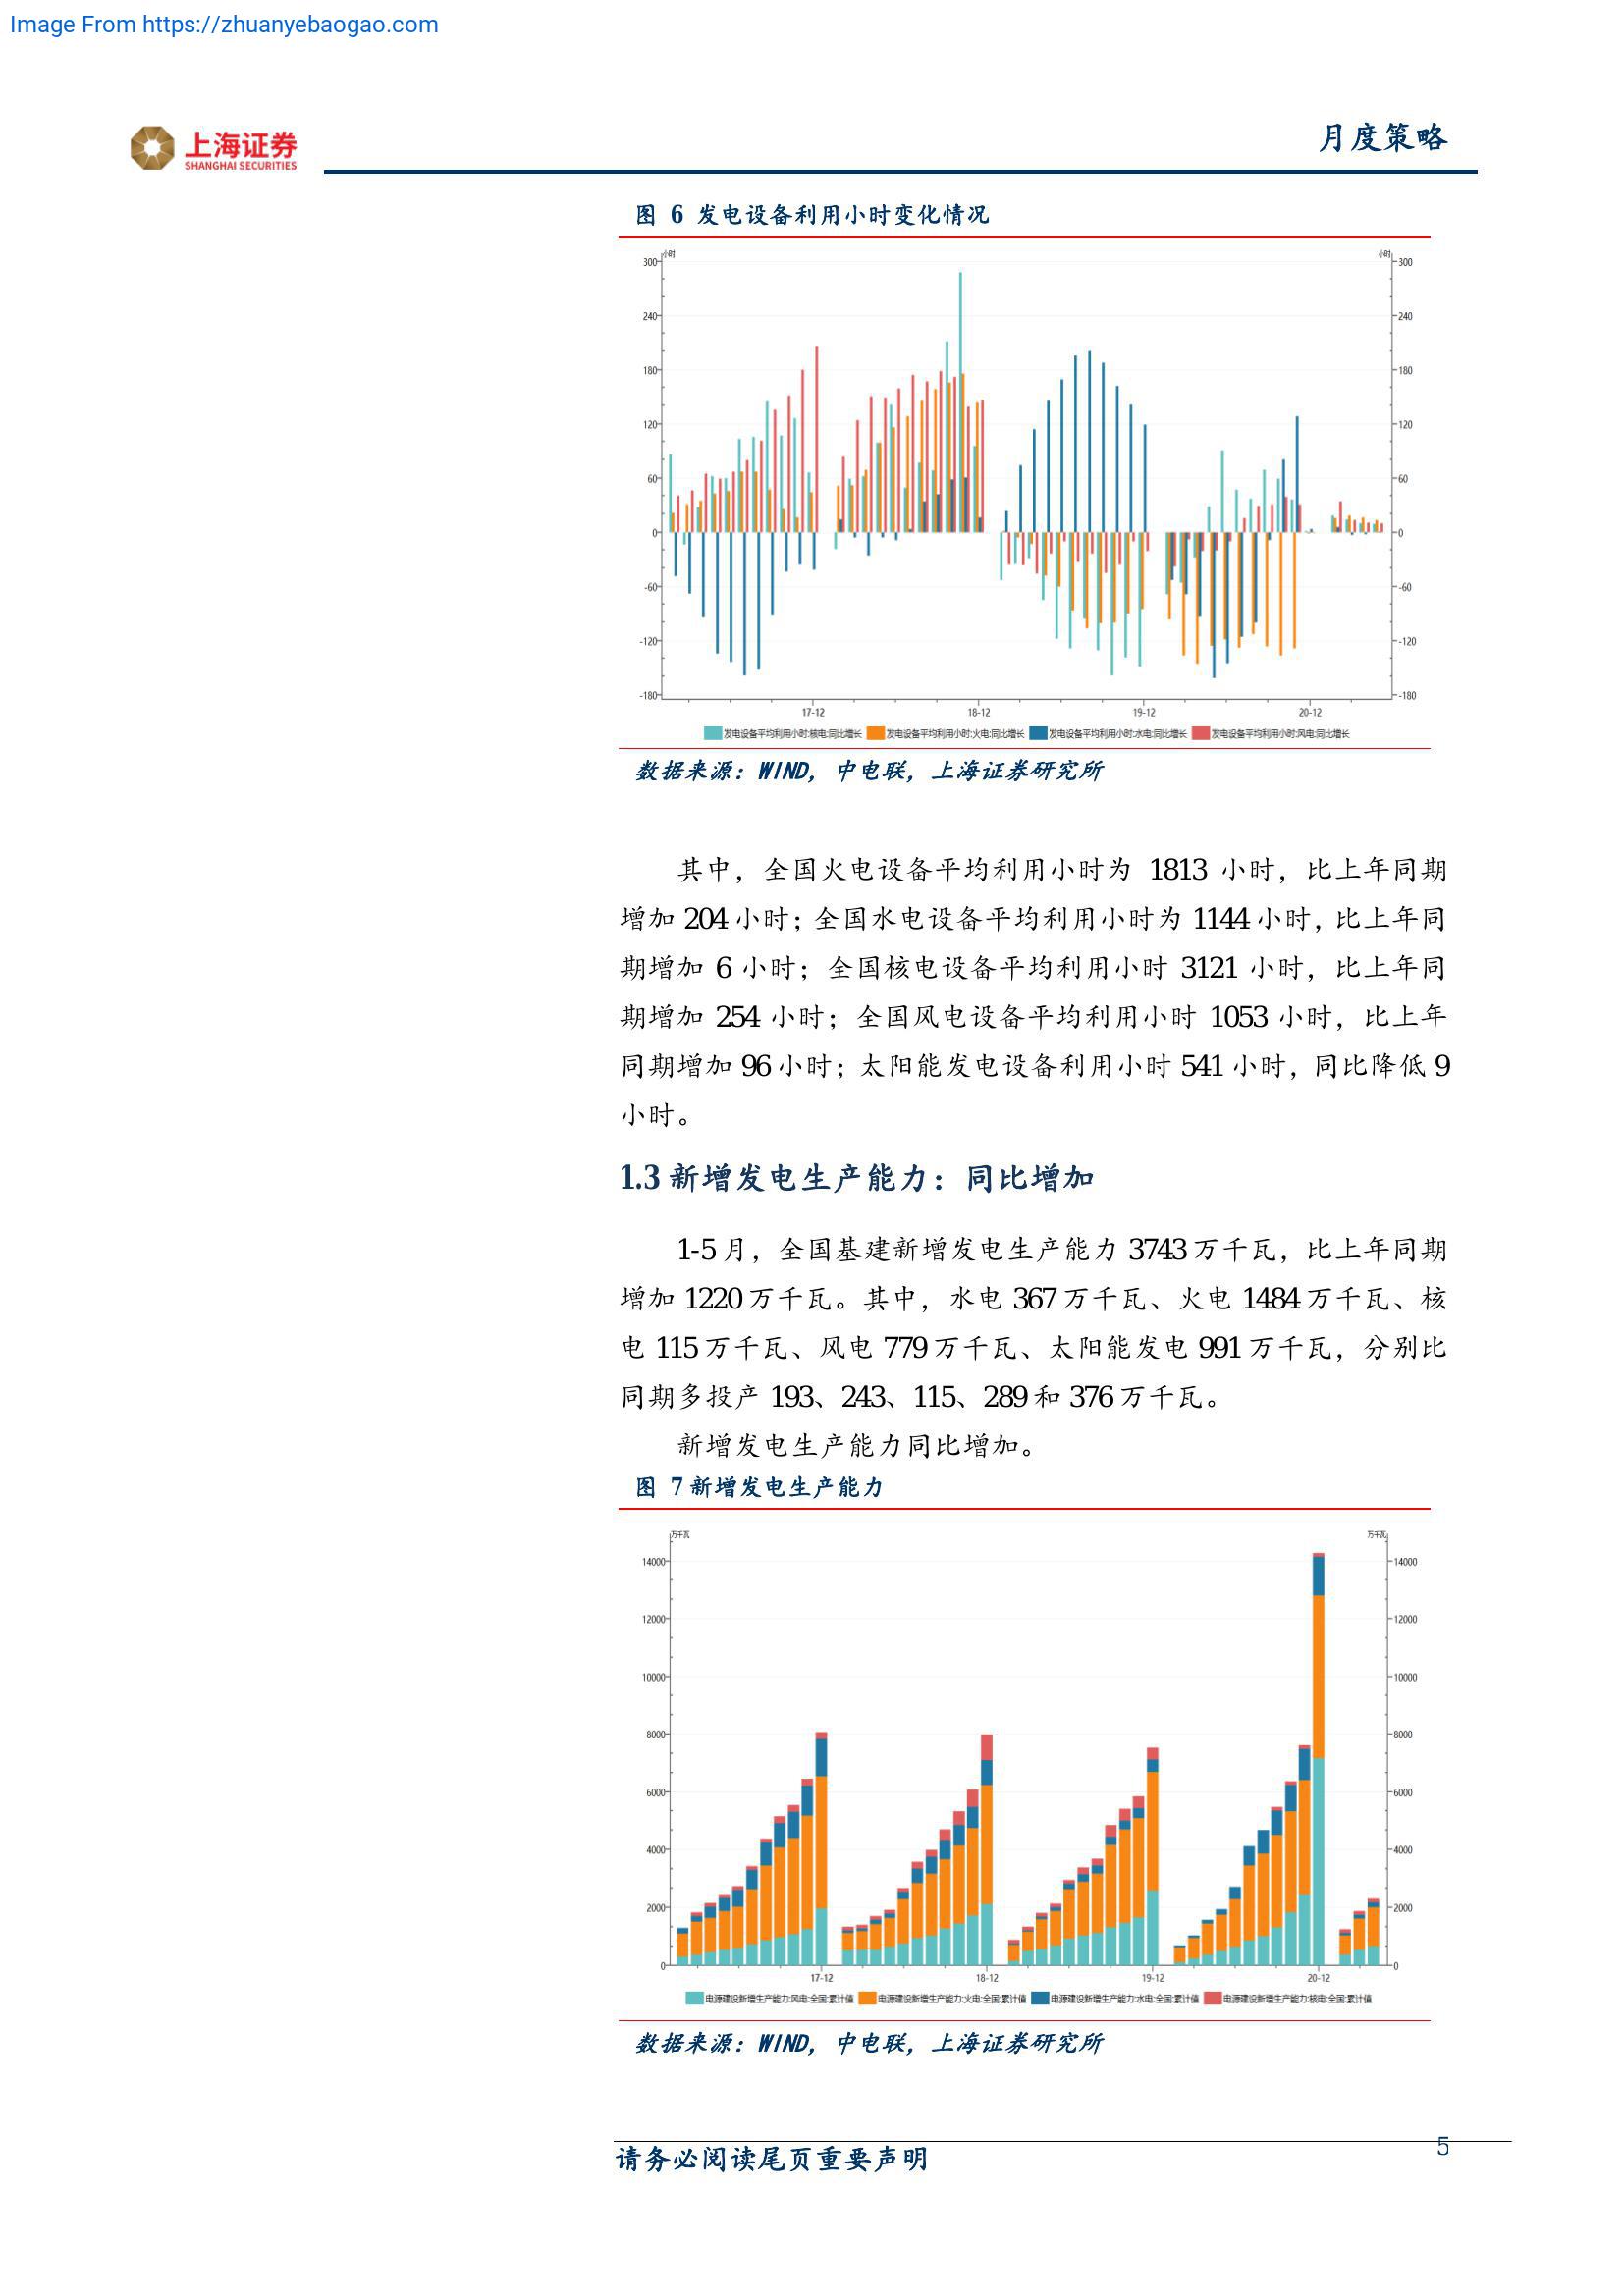 Image From https://zhuanyebaogao.com
上海证券
SHANGHAI SECURITIES
月度策略
图 6 发电设备利用小时变化情况
小时
小时
300
300
240
240
180
180
120
120
60
60
0
0
-60
-60
-120
-120
-180
-180
17-12
18-12
19-12
20-12
发电设备平均利用小时:核电:同比增长 发电设备平均利用小时:火电:同比增长 发电设备平均利用小时:水电:同比增长 发电设备平均利用小时:风电:同比增长
数据来源：WIND, 中电联，上海证券研究所
其中，全国火电设备平均利用小时为 1813 小时，比上年同期
增加 204 小时；全国水电设备平均利用小时为 1144 小时，比上年同
期增加 6 小时；全国核电设备平均利用小时 3121 小时，比上年同
期增加 254 小时；全国风电设备平均利用小时 1053 小时，比上年
同期增加 96 小时；太阳能发电设备利用小时 541 小时，同比降低 9
小时。
1.3 新增发电生产能力：同比增加
1-5 月，全国基建新增发电生产能力 3743 万千瓦，比上年同期
增加 1220 万千瓦。其中，水电 367 万千瓦、火电 1484 万千瓦、核
电 115 万千瓦、风电 779 万千瓦、太阳能发电 991 万千瓦，分别比
同期多投产 193、243、115、289 和 376 万千瓦。
新增发电生产能力同比增加。
图 7 新增发电生产能力
万千瓦
万千瓦
14000
14000
12000
12000
10000
10000
8000
8000
6000
6000
4000
4000
2000
2000
0
0
17-12
18-12
19-12
20-12
电源建设新增生产能力:风电:全国:累计值 电源建设新增生产能力:火电:全国:累计值 电源建设新增生产能力:水电:全国:累计值 电源建设新增生产能力:核电:全国:累计值
数据来源：WIND, 中电联，上海证券研究所
请务必阅读尾页重要声明
5